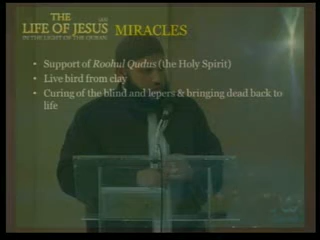 THE
LIFE OF JESUS
IN THE LIGHT OF THE QURAN
MIRACLES
• Support of Roohul Qudus (the Holy Spirit)
• Live bird from clay
• Curing of the blind and lepers & bringing dead back to
life